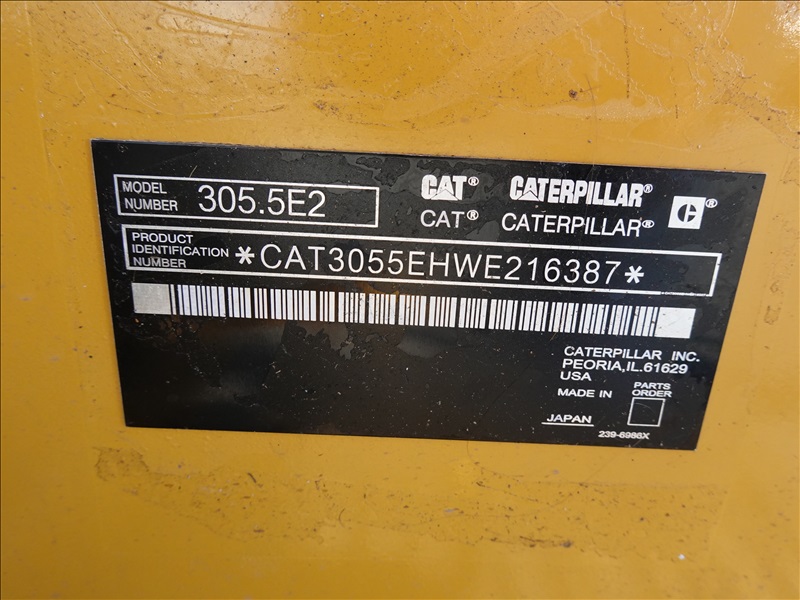 MODEL NUMBER 305.5E2
CAT® CATERPILLAR® C®
CAT® CATERPILLAR®
PRODUCT
IDENTIFICATION
NUMBER *CAT3055EHWE216387*
CATERPILLAR INC.
PEORIA,IL.61629
USA
MADE IN
JAPAN
PARTS
ORDER
239-6986X